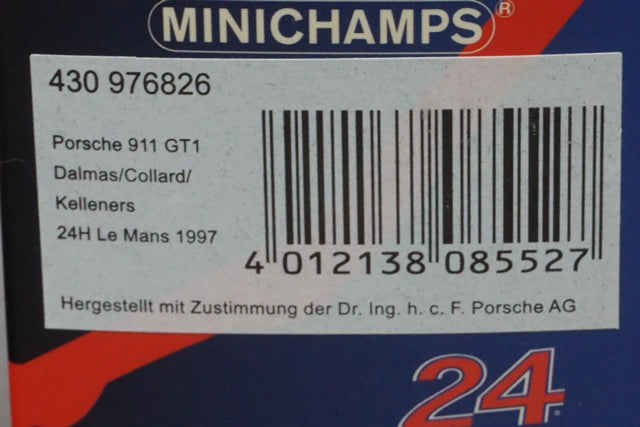 MINICHAMPS®
430 976826
Porsche 911 GT1
Dalmas/Collard/
Kelleners
24H Le Mans 1997
4 012138 085527
Hergestellt mit Zustimmung der Dr. Ing. h. c. F. Porsche AG
24